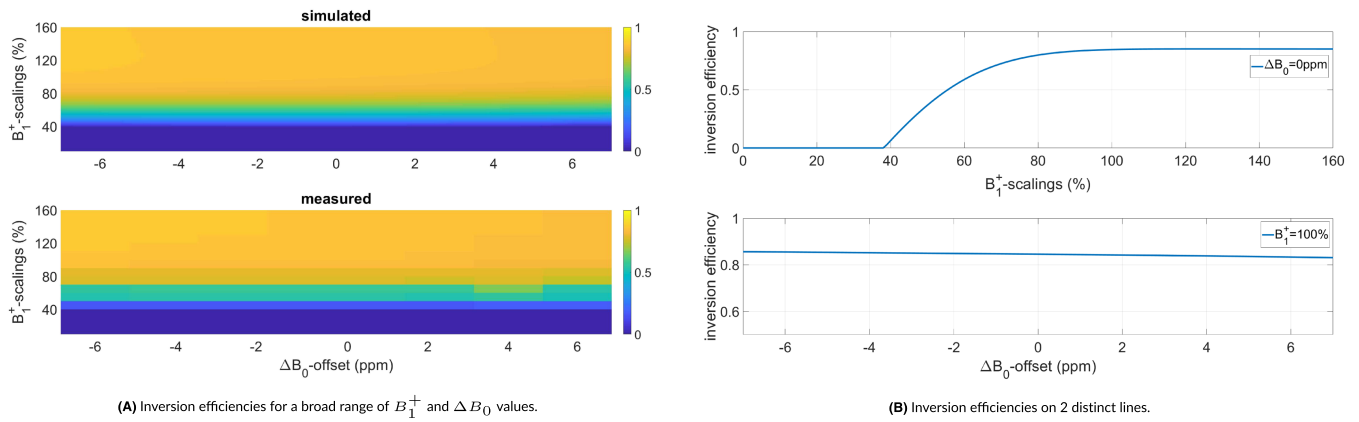 simulated
B₁⁺-scalings (%)
160
120
80
40
-6 -4 -2 0 2 4 6
1
0.5
0
measured
B₁⁺-scalings (%)
160
120
80
40
-6 -4 -2 0 2 4 6
1
0.5
0
ΔB₀-offset (ppm)
(A) Inversion efficiencies for a broad range of B₁⁺ and ΔB₀ values.
inversion efficiency
1
0.5
0
ΔB₀=0ppm
0 20 40 60 80 100 120 140 160
B₁⁺-scalings (%)
inversion efficiency
1
0.8
0.6
B₁⁺=100%
-6 -4 -2 0 2 4 6
ΔB₀-offset (ppm)
(B) Inversion efficiencies on 2 distinct lines.